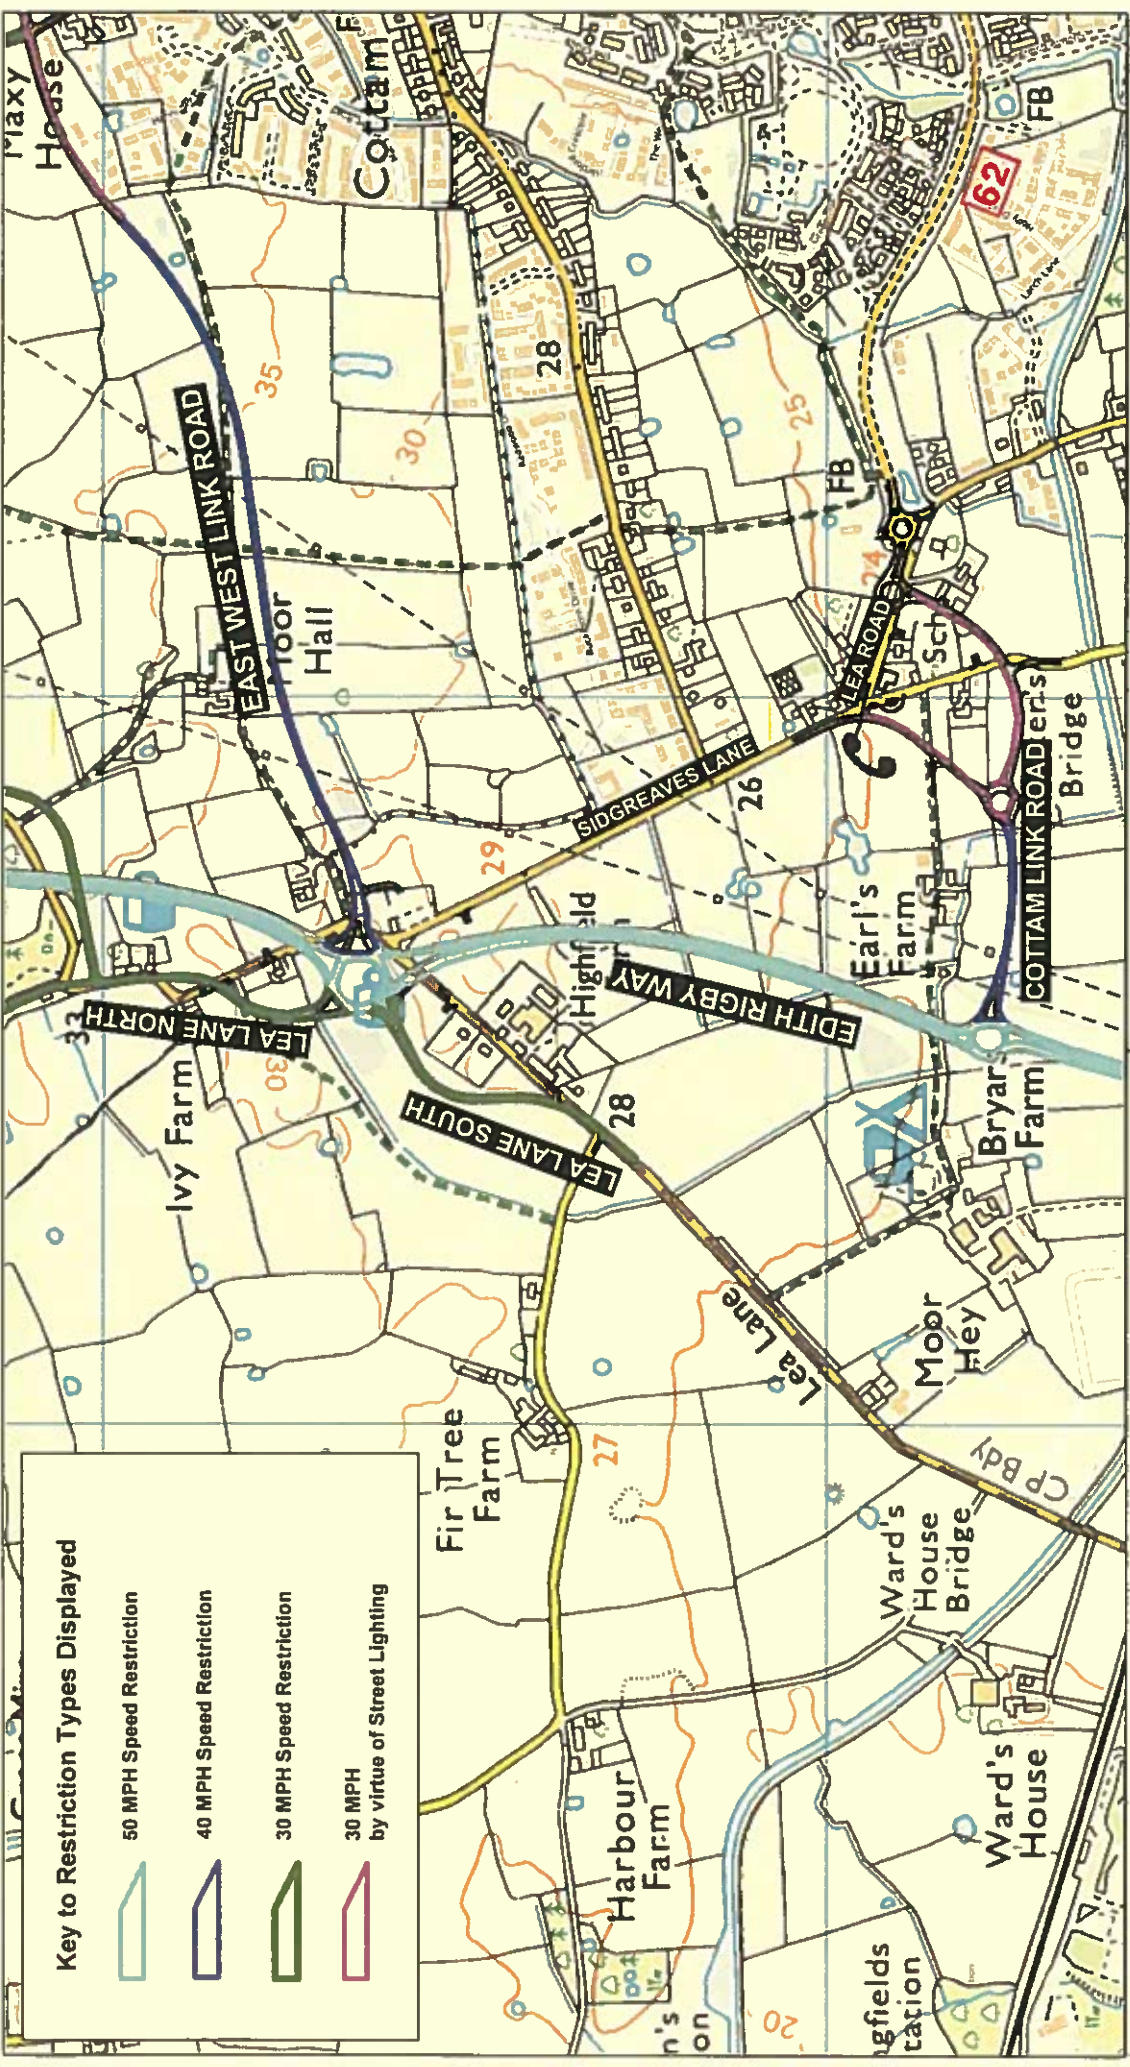 Key to Restriction Types Displayed
50 MPH Speed Restriction
40 MPH Speed Restriction
30 MPH Speed Restriction
30 MPH
by virtue of Street Lighting
House
Cottam
EAST WEST LINK ROAD
35
30
28
Hall
SIDGREAVES LANE
26
29
25
FB
24
LEA ROAD
Sch
62
FB
Larch Lane
COTTAM LINK ROAD
Bridge
Earl's
Farm
Highfield
EDITH RIGBY WAY
LEA LANE NORTH
33
30
Ivy Farm
LEA LANE SOUTH
28
Bryars
Farm
Lea Lane
Moor
Hey
CP Bdy
Fir Tree
Farm
27
Ward's
House
Bridge
Ward's
House
Harbour
Farm
20